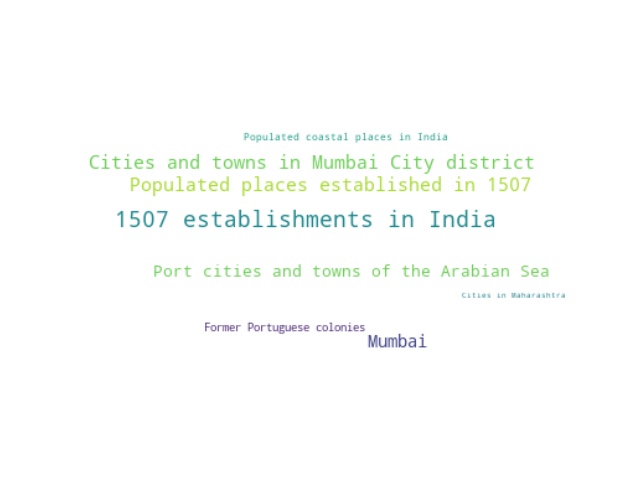 Populated coastal places in India
Cities and towns in Mumbai City district
Populated places established in 1507
1507 establishments in India
Port cities and towns of the Arabian Sea
Cities in Maharashtra
Former Portuguese colonies
Mumbai